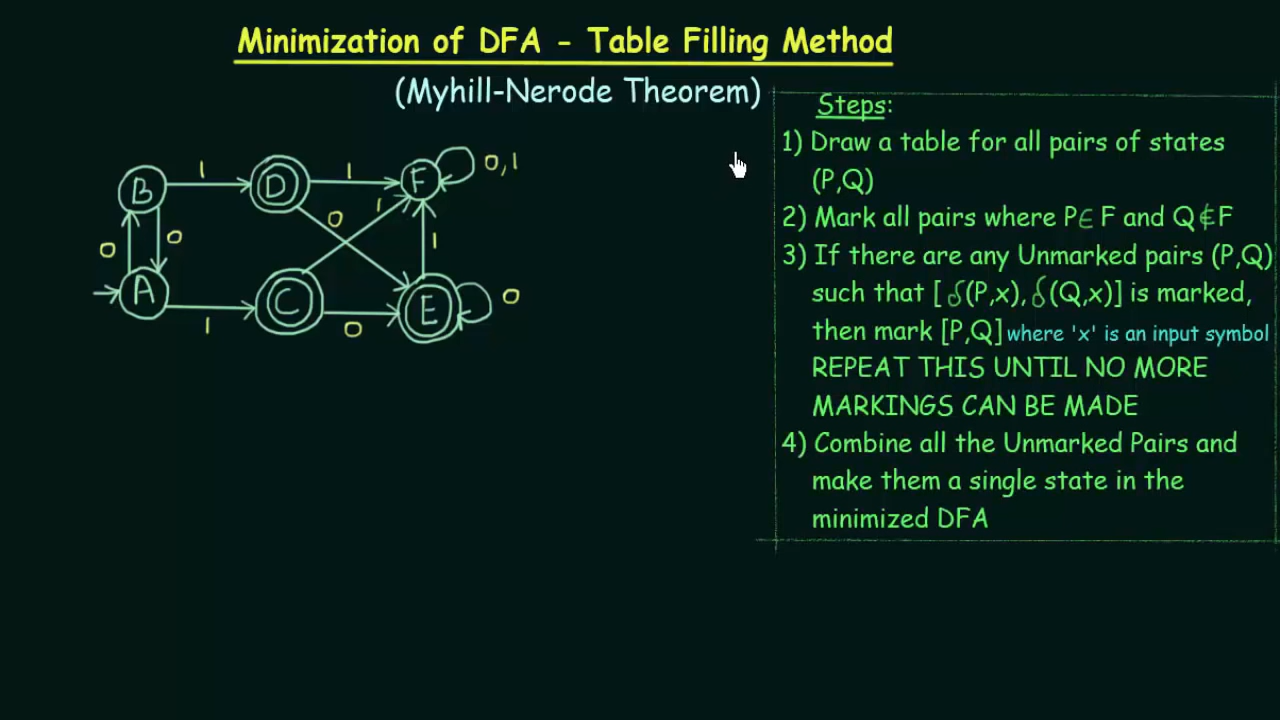 Minimization of DFA - Table Filling Method
(Myhill-Nerode Theorem)
Steps:
1) Draw a table for all pairs of states
(P,Q)
2) Mark all pairs where P∈F and Q∉F
3) If there are any Unmarked pairs (P,Q)
such that [δ(P,x), δ(Q,x)] is marked,
then mark [P,Q] where 'x' is an input symbol
REPEAT THIS UNTIL NO MORE
MARKINGS CAN BE MADE
4) Combine all the Unmarked Pairs and
make them a single state in the
minimized DFA
B 1 D 1 F 0,1
0 0 0 1 1
A C E 0
1 0